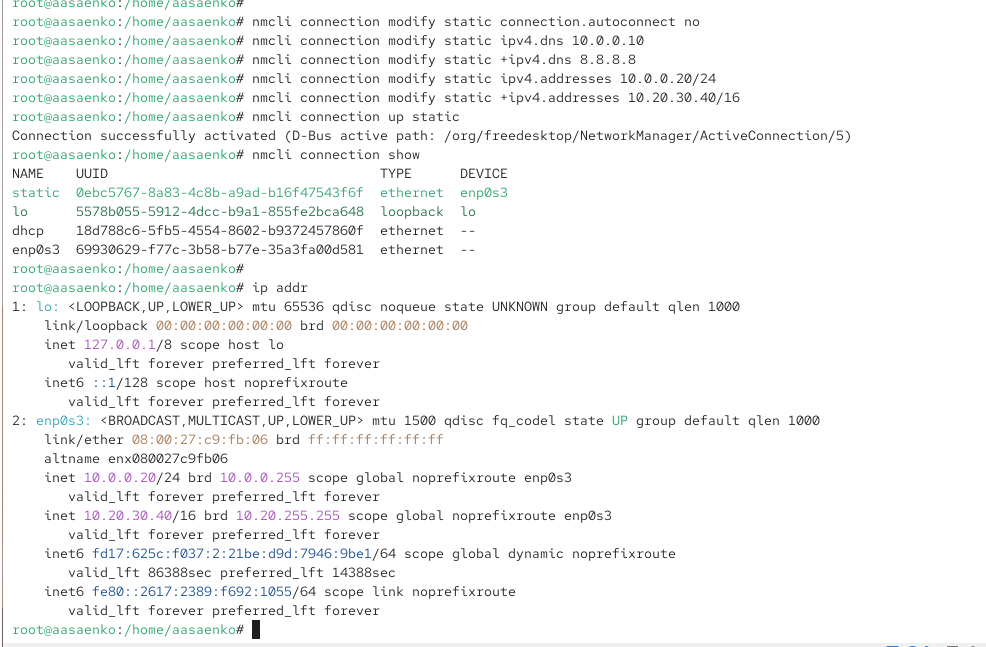 root@aasaenko:/home/aasaenko#
root@aasaenko:/home/aasaenko# nmcli connection modify static connection.autoconnect no
root@aasaenko:/home/aasaenko# nmcli connection modify static ipv4.dns 10.0.0.10
root@aasaenko:/home/aasaenko# nmcli connection modify static +ipv4.dns 8.8.8.8
root@aasaenko:/home/aasaenko# nmcli connection modify static ipv4.addresses 10.0.0.20/24
root@aasaenko:/home/aasaenko# nmcli connection modify static +ipv4.addresses 10.20.30.40/16
root@aasaenko:/home/aasaenko# nmcli connection up static
Connection successfully activated (D-Bus active path: /org/freedesktop/NetworkManager/ActiveConnection/5)
root@aasaenko:/home/aasaenko# nmcli connection show
NAME    UUID                                  TYPE      DEVICE
static  0ebc5767-8a83-4c8b-a9ad-b16f47543f6f  ethernet  enp0s3
lo      5578b055-5912-4dcc-b9a1-855fe2bca648  loopback  lo
dhcp    18d788c6-5fb5-4554-8602-b9372457860f  ethernet  --
enp0s3  69930629-f77c-3b58-b77e-35a3fa00d581  ethernet  --
root@aasaenko:/home/aasaenko#
root@aasaenko:/home/aasaenko# ip addr
1: lo: <LOOPBACK,UP,LOWER_UP> mtu 65536 qdisc noqueue state UNKNOWN group default qlen 1000
    link/loopback 00:00:00:00:00:00 brd 00:00:00:00:00:00
    inet 127.0.0.1/8 scope host lo
       valid_lft forever preferred_lft forever
    inet6 ::1/128 scope host noprefixroute
       valid_lft forever preferred_lft forever
2: enp0s3: <BROADCAST,MULTICAST,UP,LOWER_UP> mtu 1500 qdisc fq_codel state UP group default qlen 1000
    link/ether 08:00:27:c9:fb:06 brd ff:ff:ff:ff:ff:ff
    altname enx080027c9fb06
    inet 10.0.0.20/24 brd 10.0.0.255 scope global noprefixroute enp0s3
       valid_lft forever preferred_lft forever
    inet 10.20.30.40/16 brd 10.20.255.255 scope global noprefixroute enp0s3
       valid_lft forever preferred_lft forever
    inet6 fd17:625c:f037:2:21be:d9d:7946:9be1/64 scope global dynamic noprefixroute
       valid_lft 86388sec preferred_lft 14388sec
    inet6 fe80::2617:2389:f692:1055/64 scope link noprefixroute
       valid_lft forever preferred_lft forever
root@aasaenko:/home/aasaenko#